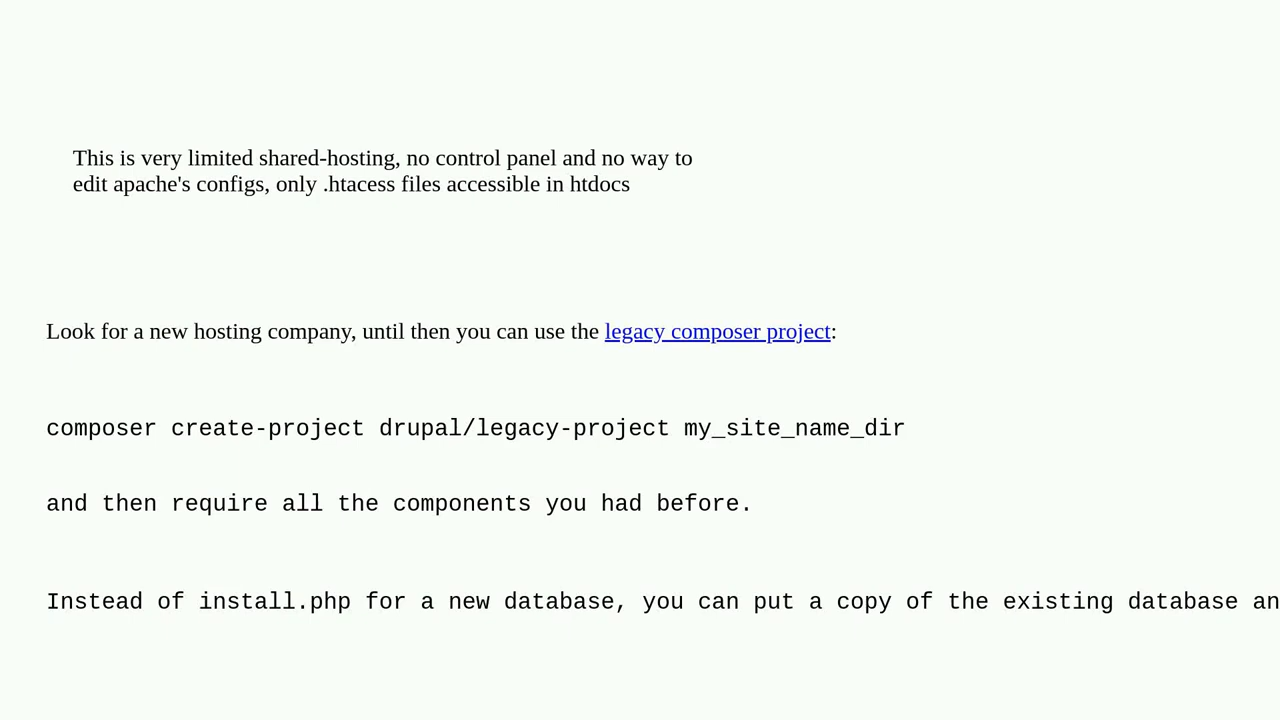 This is very limited shared-hosting, no control panel and no way to
edit apache's configs, only .htacess files accessible in htdocs
Look for a new hosting company, until then you can use the legacy composer project:
composer create-project drupal/legacy-project my_site_name_dir
and then require all the components you had before.
Instead of install.php for a new database, you can put a copy of the existing database an